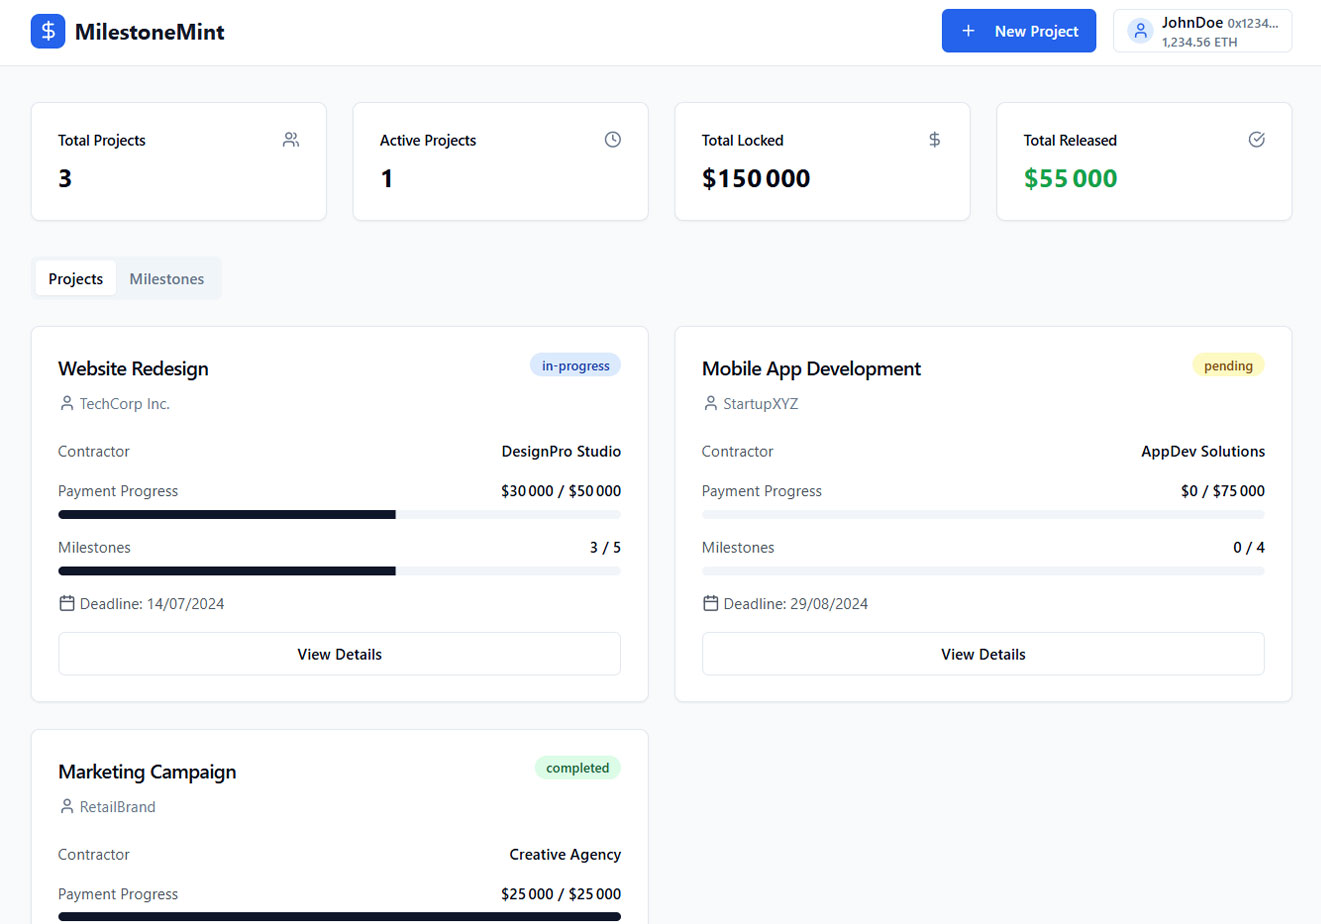 MilestoneMint
New Project
JohnDoe 0x1234...
1,234.56 ETH
Total Projects
3
Active Projects
1
Total Locked
$150 000
Total Released
$55 000
Projects
Milestones
Website Redesign
in-progress
TechCorp Inc.
Contractor
DesignPro Studio
Payment Progress
$30 000 / $50 000
Milestones
3 / 5
Deadline: 14/07/2024
View Details
Mobile App Development
pending
StartupXYZ
Contractor
AppDev Solutions
Payment Progress
$0 / $75 000
Milestones
0 / 4
Deadline: 29/08/2024
View Details
Marketing Campaign
completed
RetailBrand
Contractor
Creative Agency
Payment Progress
$25 000 / $25 000